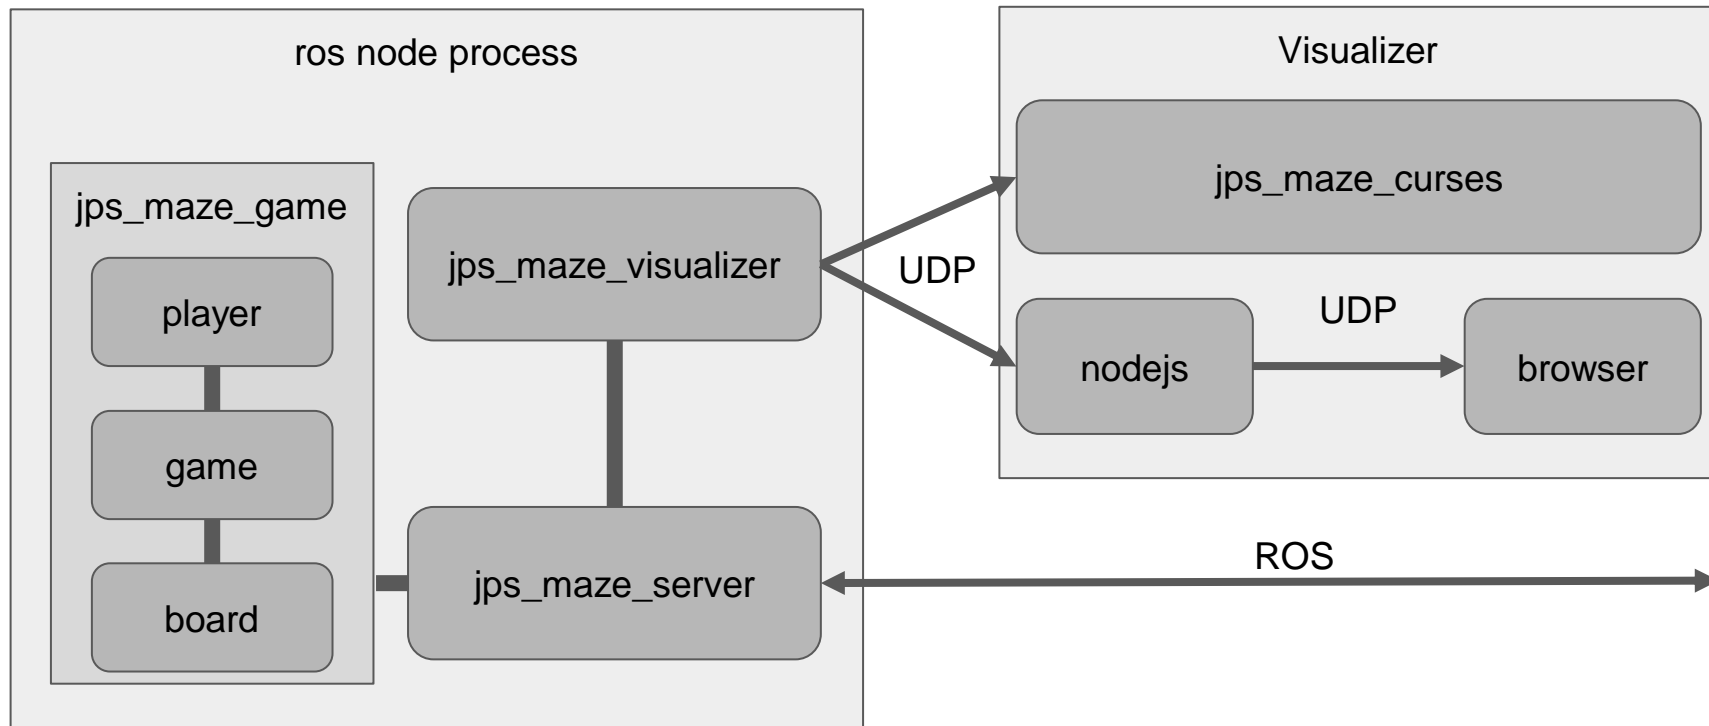 ros node process
jps_maze_game
player
game
board
jps_maze_visualizer
jps_maze_server
UDP
Visualizer
jps_maze_curses
nodejs
UDP
browser
ROS